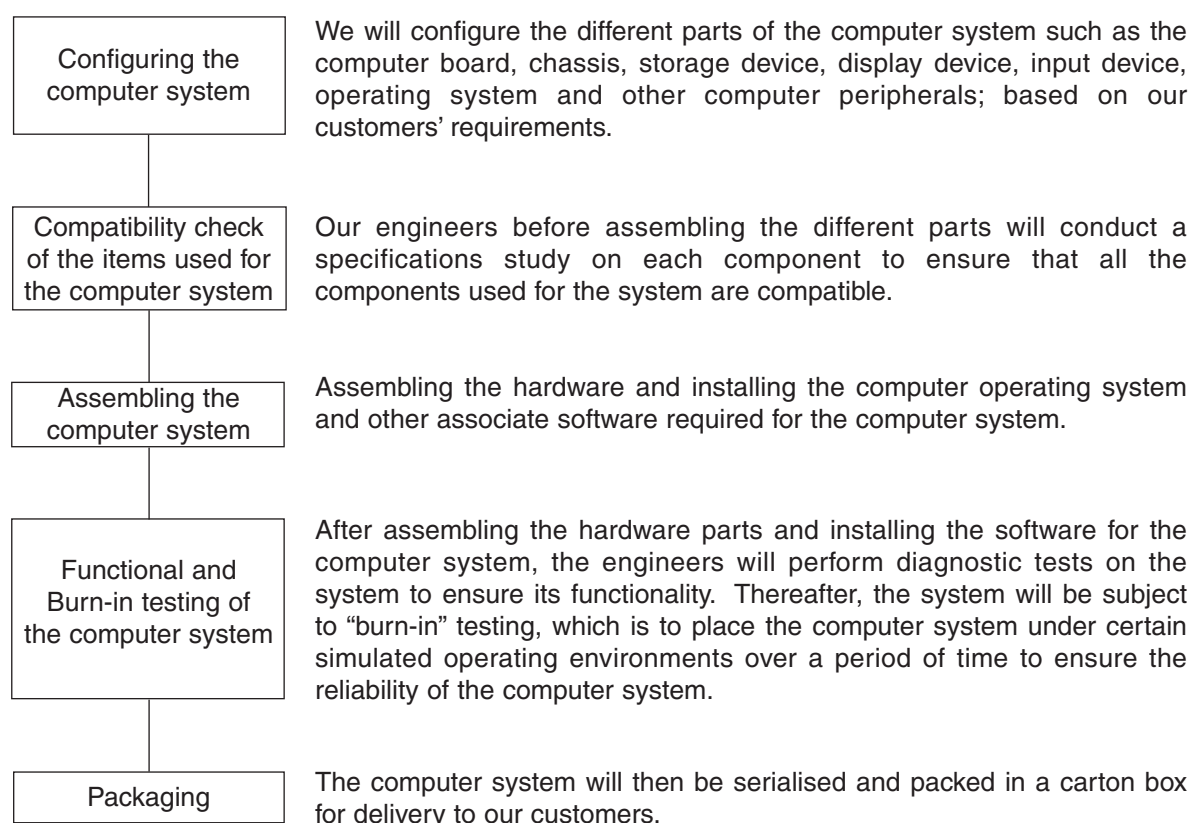 Configuring the
computer system
We will configure the different parts of the computer system such as the
computer board, chassis, storage device, display device, input device,
operating system and other computer peripherals; based on our
customers’ requirements.
Compatibility check
of the items used for
the computer system
Our engineers before assembling the different parts will conduct a
specifications study on each component to ensure that all the
components used for the system are compatible.
Assembling the
computer system
Assembling the hardware and installing the computer operating system
and other associate software required for the computer system.
Functional and
Burn-in testing of
the computer system
After assembling the hardware parts and installing the software for the
computer system, the engineers will perform diagnostic tests on the
system to ensure its functionality. Thereafter, the system will be subject
to “burn-in” testing, which is to place the computer system under certain
simulated operating environments over a period of time to ensure the
reliability of the computer system.
Packaging
The computer system will then be serialised and packed in a carton box
for delivery to our customers.